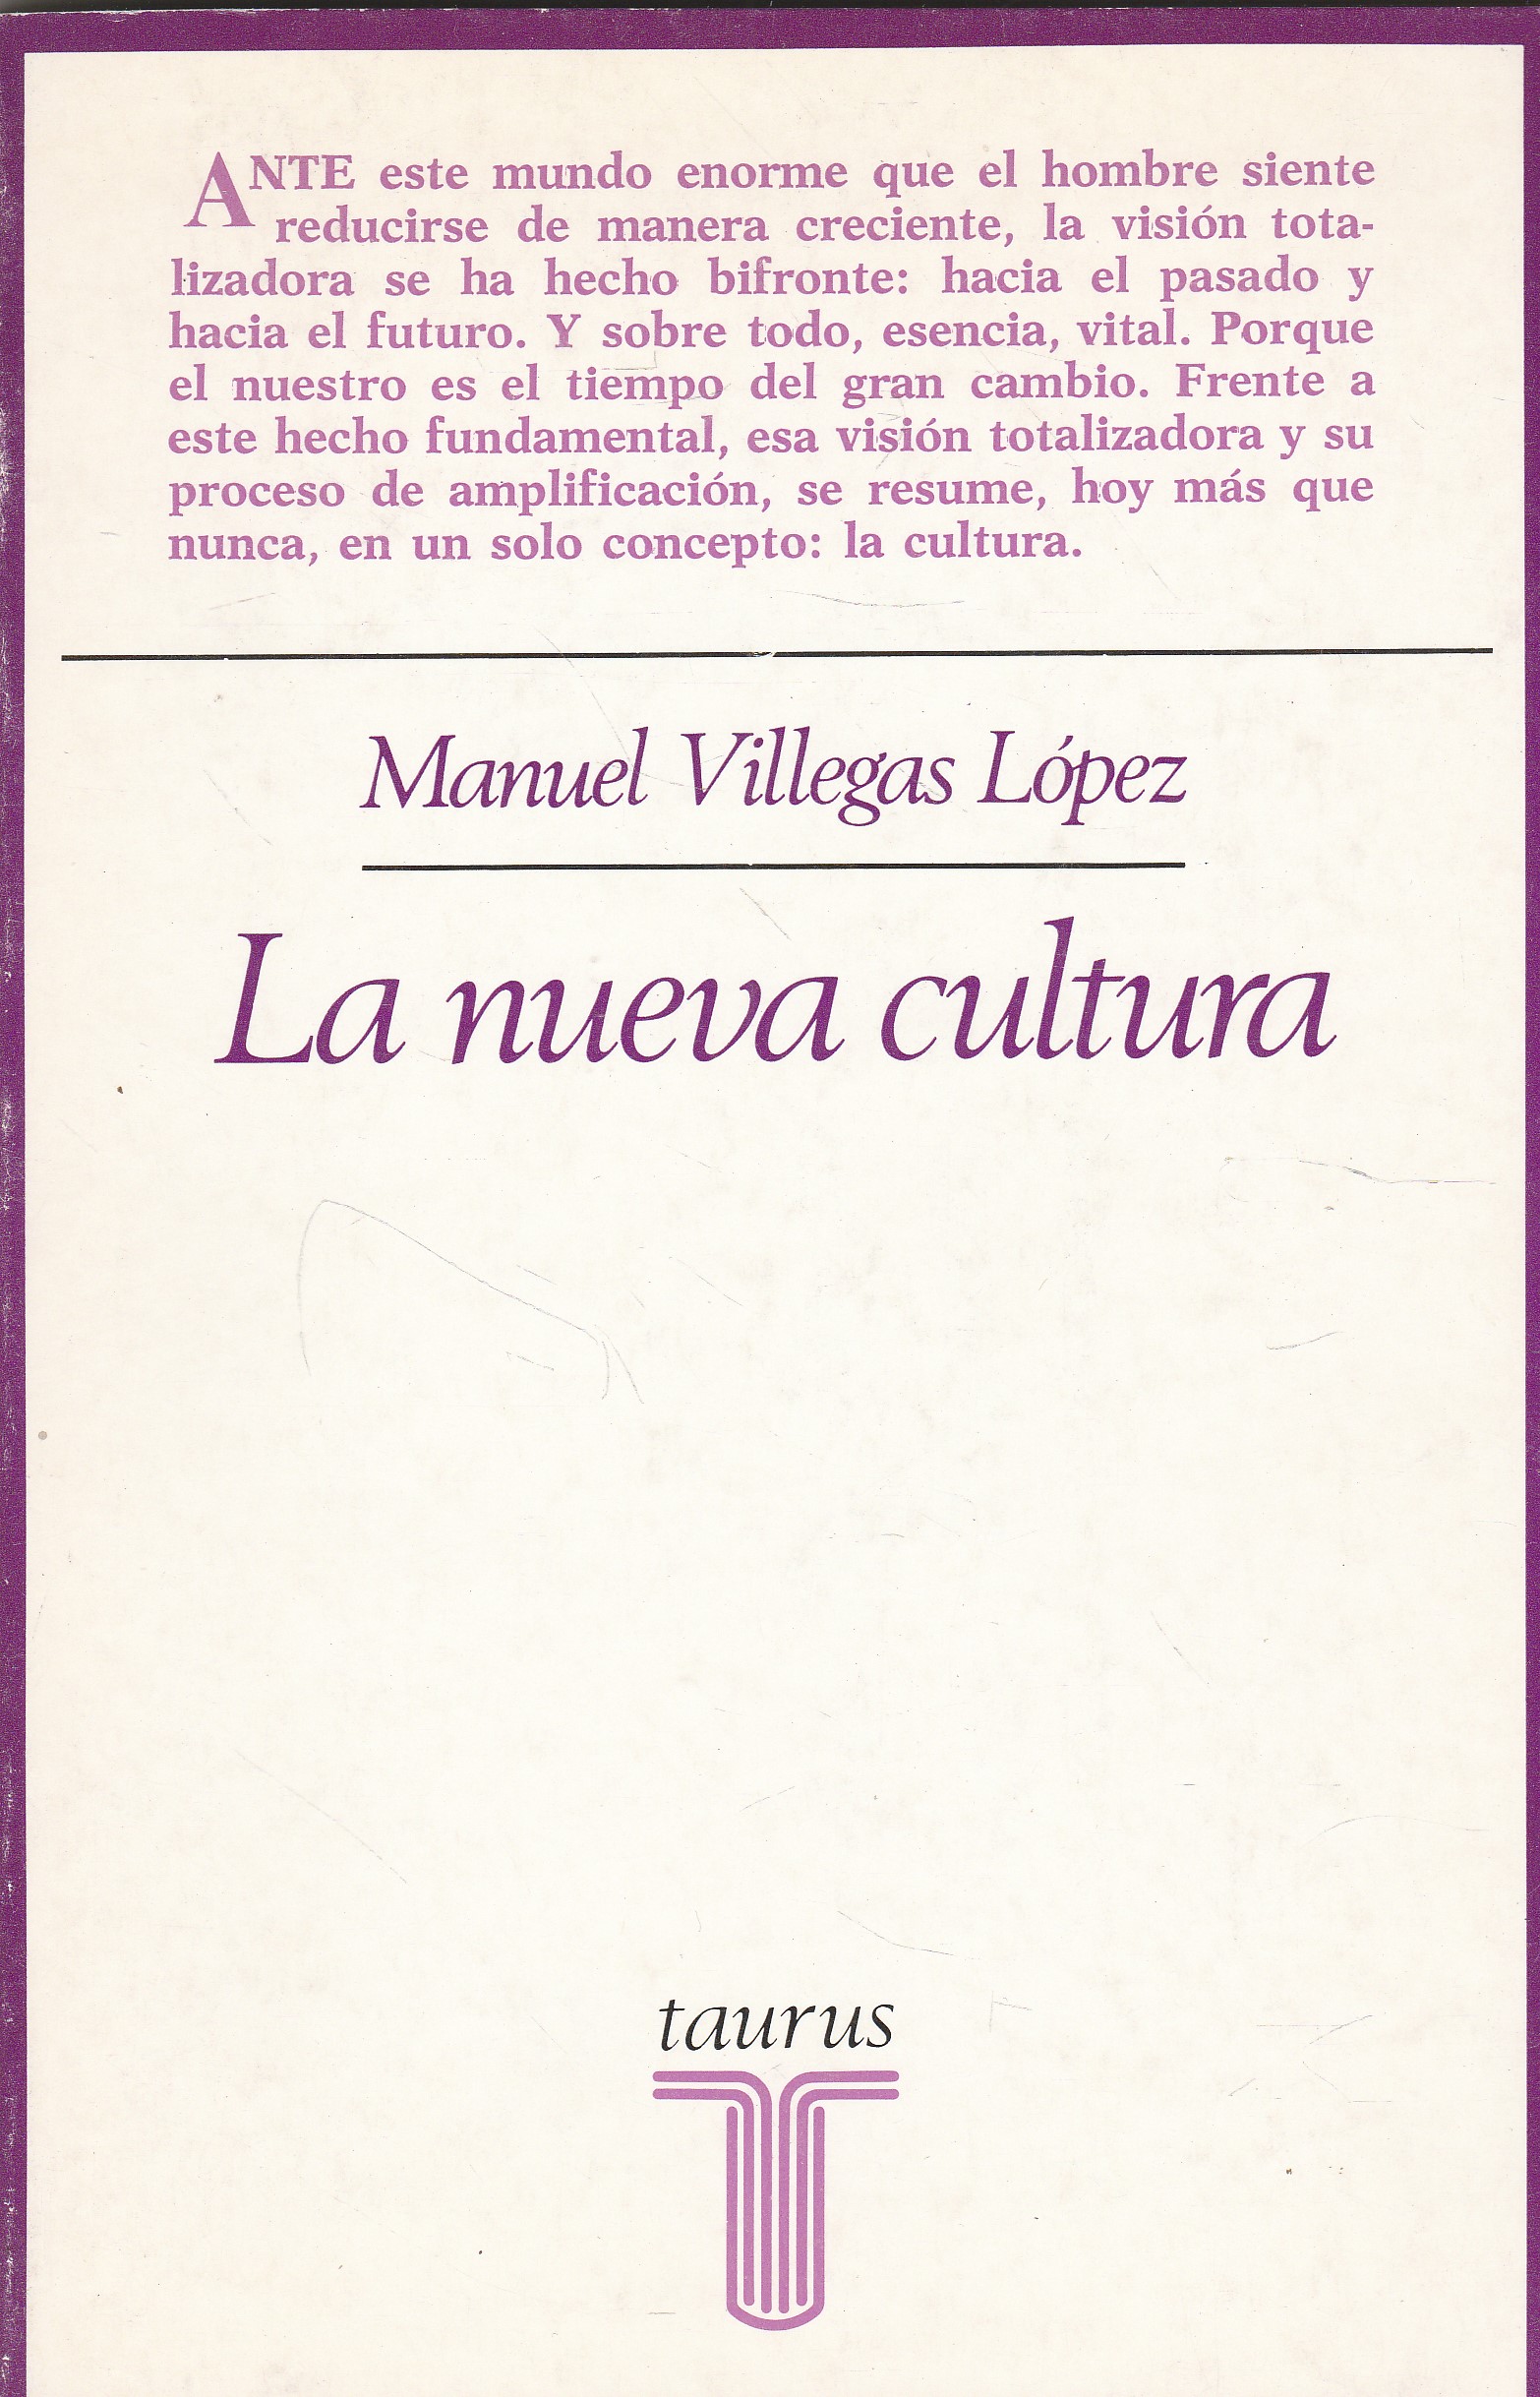 ANTE este mundo enorme que el hombre siente
reducirse de manera creciente, la visión tota-
lizadora se ha hecho bifronte: hacia el pasado y
hacia el futuro. Y sobre todo, esencia, vital. Porque
el nuestro es el tiempo del gran cambio. Frente a
este hecho fundamental, esa visión totalizadora y su
proceso de amplificación, se resume, hoy más que
nunca, en un solo concepto: la cultura.
Manuel Villegas López
La nueva cultura
taurus